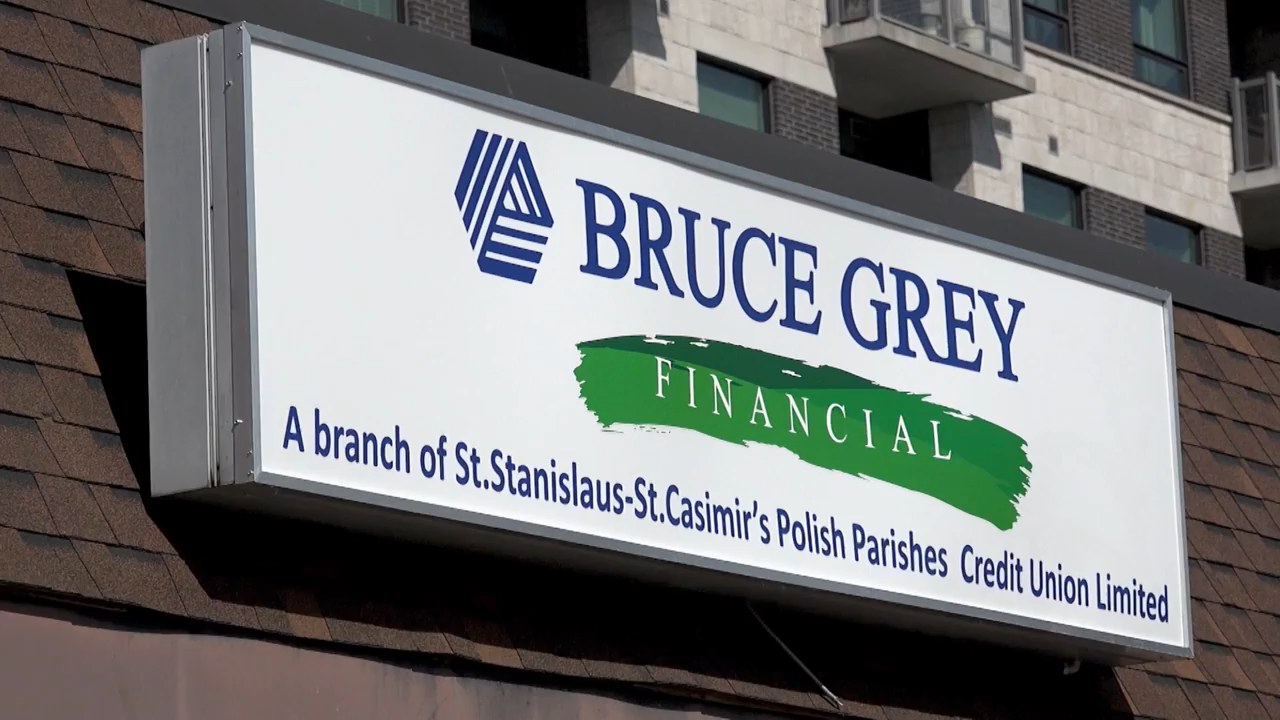 BRUCE GREY
FINANCIAL
A branch of St.Stanislaus-St.Casimir's Polish Parishes Credit Union Limited